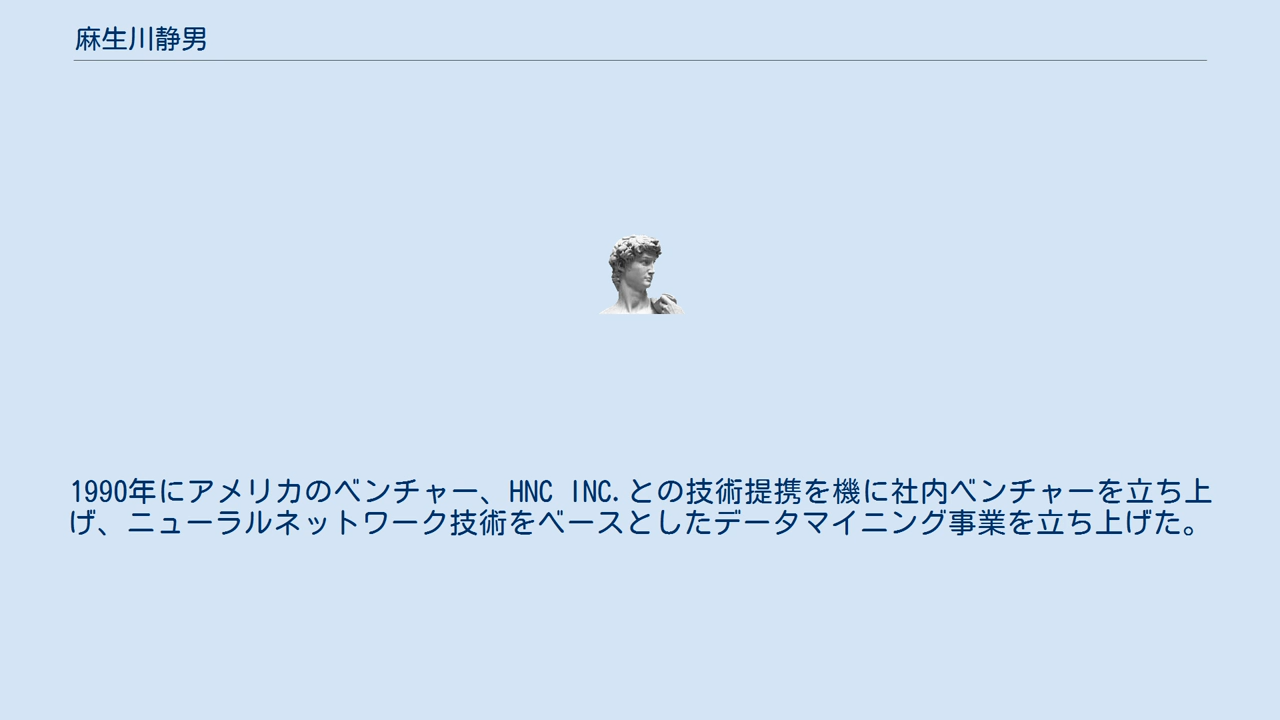 麻生川静男
1990年にアメリカのベンチャー、HNC INC.との技術提携を機に社内ベンチャーを立ち上
げ、ニューラルネットワーク技術をベースとしたデータマイニング事業を立ち上げた。